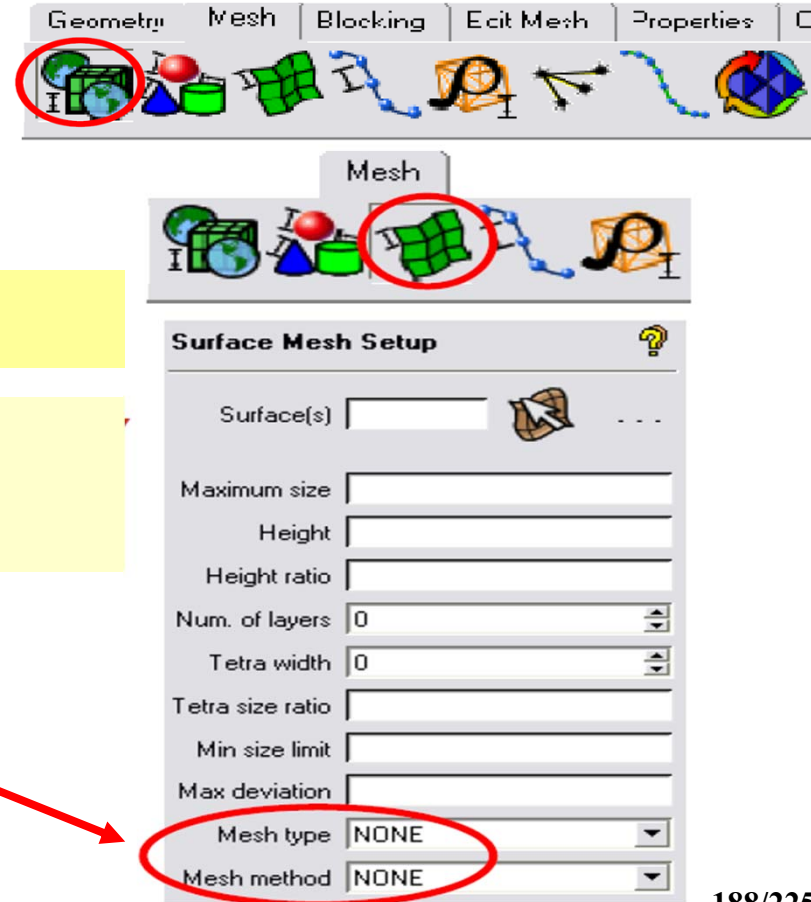 Geometry Mesh Blocking Edit Mesh Properties
Mesh
Surface Mesh Setup ?
Surface(s) ...
Maximum size
Height
Height ratio
Num. of layers 0
Tetra width 0
Tetra size ratio
Min size limit
Max deviation
Mesh type NONE
Mesh method NONE
188/225